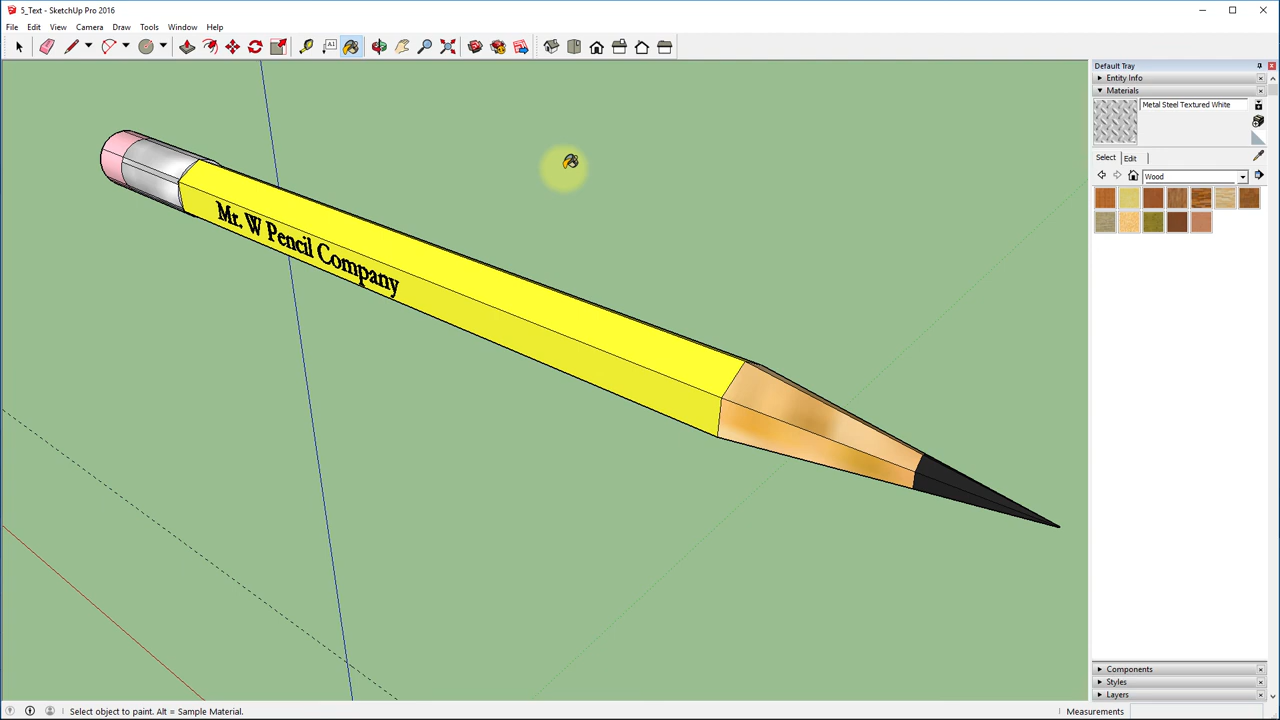 5_Text - SketchUp Pro 2016
File Edit View Camera Draw Tools Window Help
A1
Default Tray
Entity Info
Materials
Metal Steel Textured White
Select Edit
Wood
Mr. W Pencil Company
Components
Styles
Layers
Select object to paint. Alt = Sample Material.
Measurements